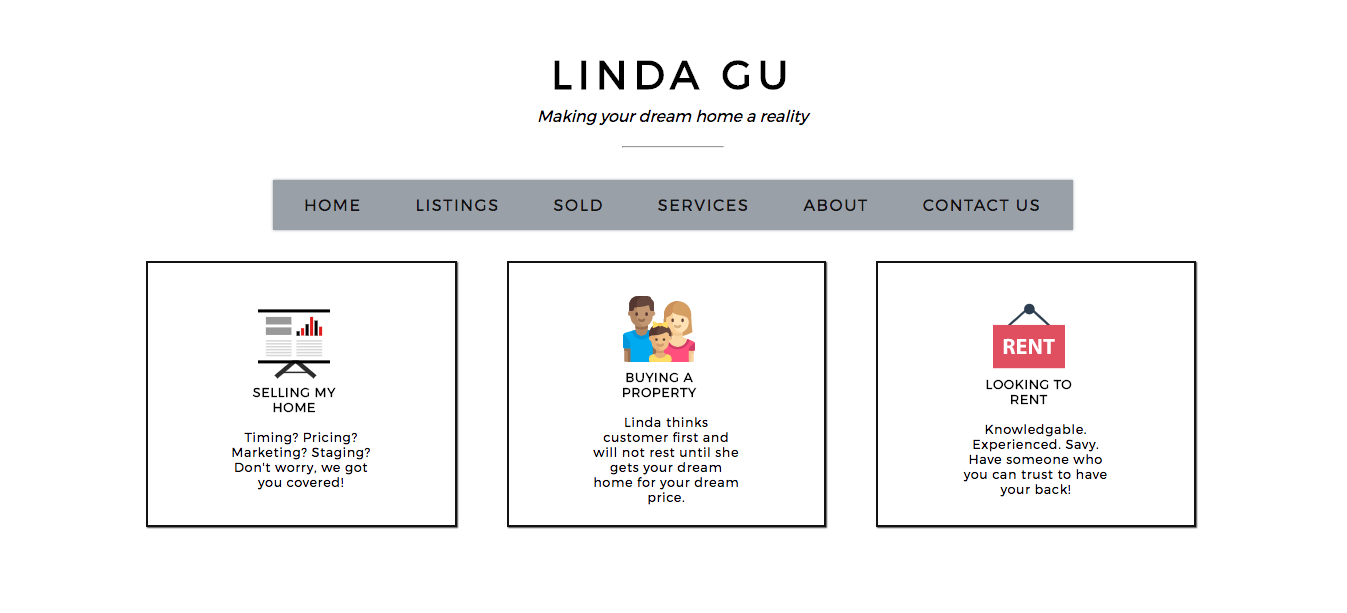 LINDA GU
Making your dream home a reality
HOME LISTINGS SOLD SERVICES ABOUT CONTACT US
SELLING MY
HOME
Timing? Pricing?
Marketing? Staging?
Don't worry, we got
you covered!
BUYING A
PROPERTY
Linda thinks
customer first and
will not rest until she
gets your dream
home for your dream
price.
RENT
LOOKING TO
RENT
Knowledgable.
Experienced. Savy.
Have someone who
you can trust to have
your back!